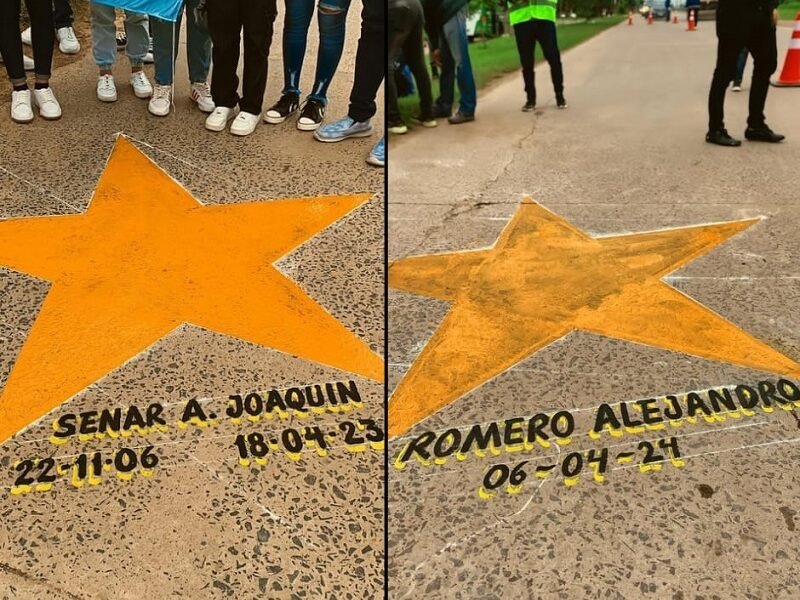 SENAR A. JOAQUIN
22-11-06 18-04-23
ROMERO ALEJANDRO
06-04-24